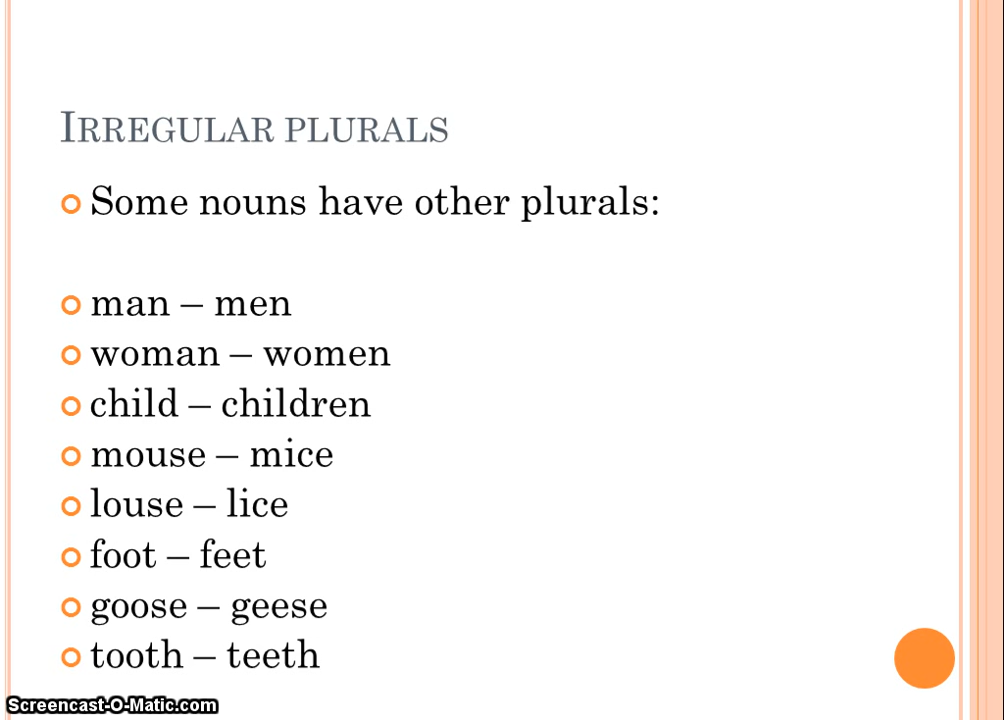 IRREGULAR PLURALS
Some nouns have other plurals:
man – men
woman – women
child – children
mouse – mice
louse – lice
foot – feet
goose – geese
tooth – teeth
Screencast-O-Matic.com